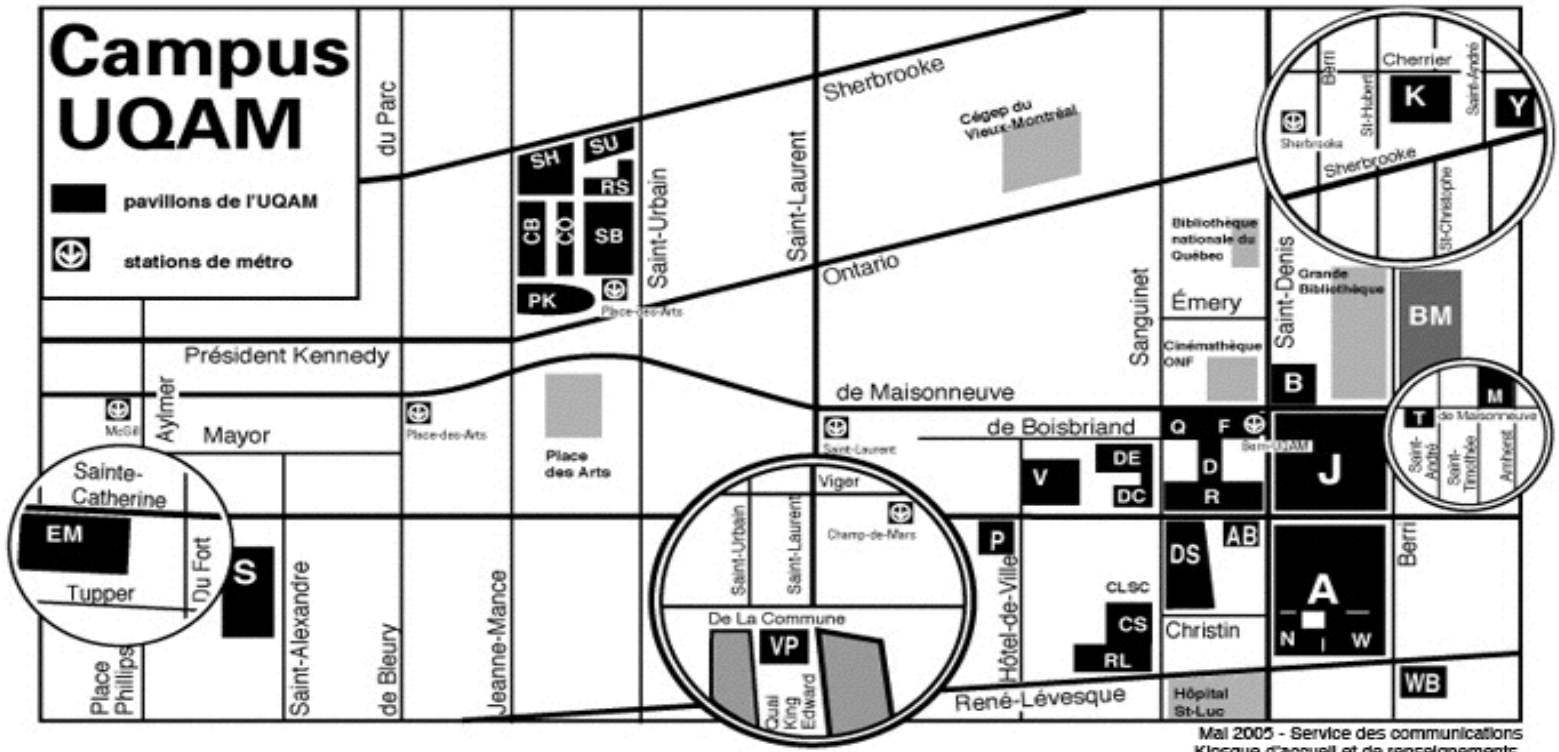 Campus
UQAM
pavillons de l'UQAM
stations de métro
du Parc
SH
SU
RS
CB
CO
SB
PK
Place-des-Arts
Saint-Urbain
Saint-Laurent
Sherbrooke
Ontario
Cégep du
Vieux-Montréal
Berri
Cherrier
Saint-André
St-Hubert
K
Y
Sherbrooke
Sherbrooke
St-Christophe
Bibliothèque
nationale du
Québec
Saint-Denis
Grande
Bibliothèque
Émery
Sanguinet
BM
Cinémathèque
ONF
B
Président Kennedy
de Maisonneuve
McGill
Aylmer
Mayor
Place-des-Arts
Place
des Arts
Saint-Laurent
de Boisbriand
Q
F
Berri-UQAM
D
R
J
V
DE
DC
M
T
de Maisonneuve
Saint-
André
Saint-
Timothée
Amherst
Sainte-
Catherine
EM
Tupper
Du Fort
S
Place
Phillips
Saint-Alexandre
de Bleury
Jeanne-Mance
Viger
Saint-Urbain
Saint-Laurent
Champ-de-Mars
De La Commune
VP
Quai
King
Edward
P
Hôtel-de-Ville
CLSC
CS
RL
DS
AB
Christin
A
N
I
W
Berri
René-Lévesque
Hôpital
St-Luc
WB
Mai 2005 - Service des communications
Kiosque d'accueil et de renseignements